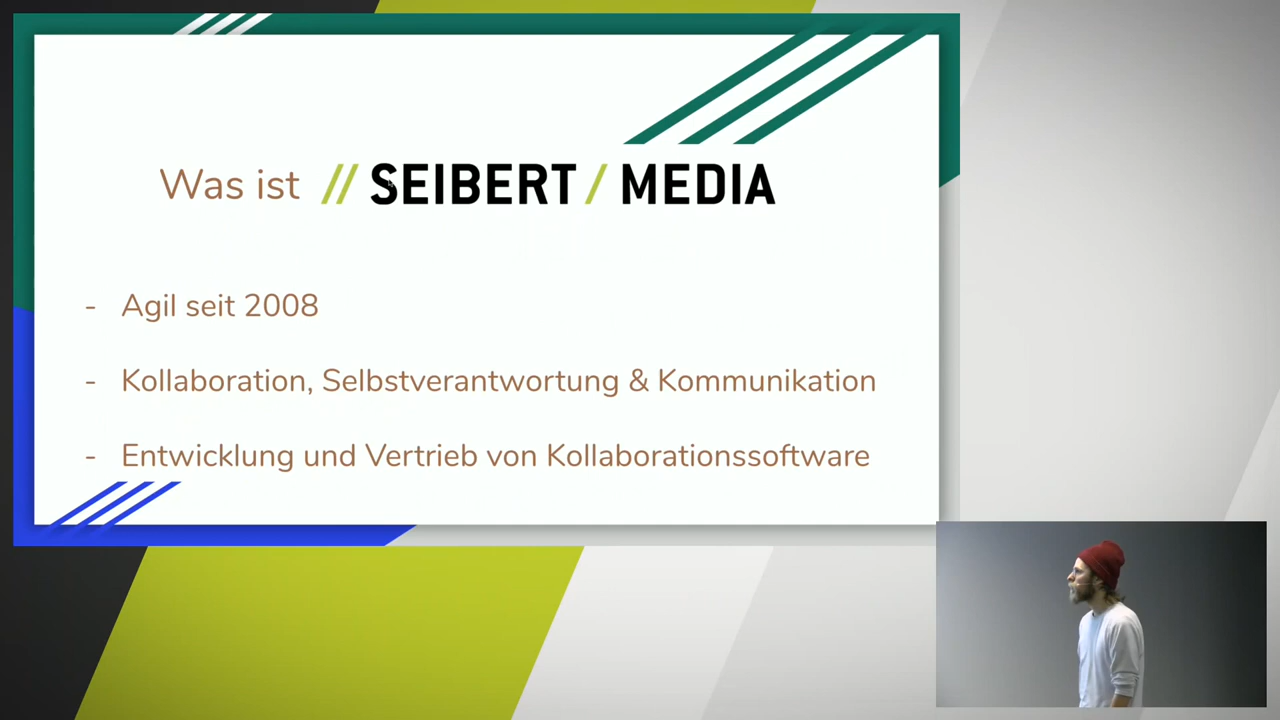 Was ist // SEIBERT / MEDIA
- Agil seit 2008
- Kollaboration, Selbstverantwortung & Kommunikation
- Entwicklung und Vertrieb von Kollaborationssoftware